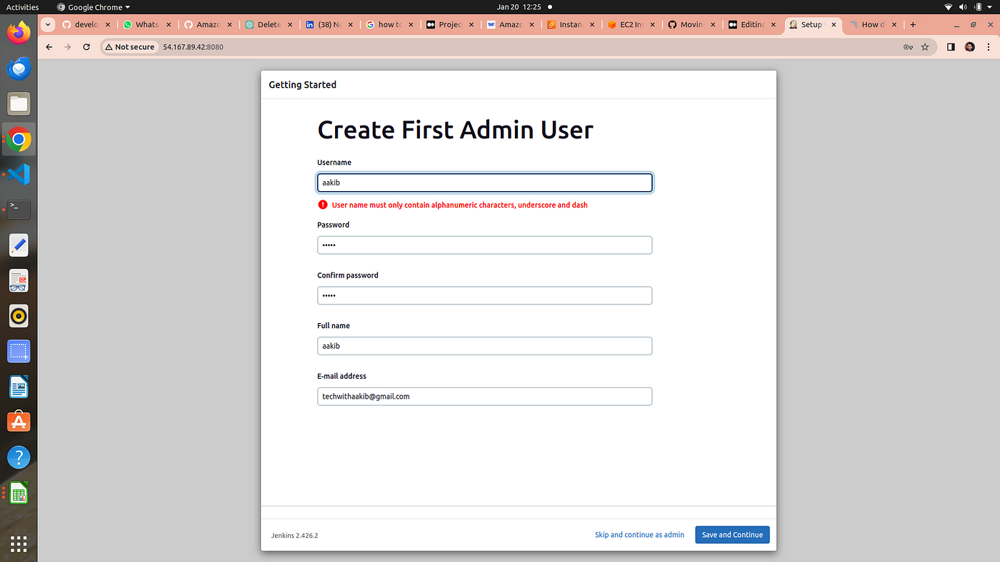 Activities
Google Chrome
Jan 20 12:25
develo
Whats
Amazo
Delete
(38) No
how to
Projec
Amazo
Instan
EC2 In
Movin
Editing
Setup
How d
Not secure
54.167.89.42:8080
Getting Started
Create First Admin User
Username
aakib
User name must only contain alphanumeric characters, underscore and dash
Password
•••••
Confirm password
•••••
Full name
aakib
E-mail address
techwithaakib@gmail.com
Jenkins 2.426.2
Skip and continue as admin
Save and Continue